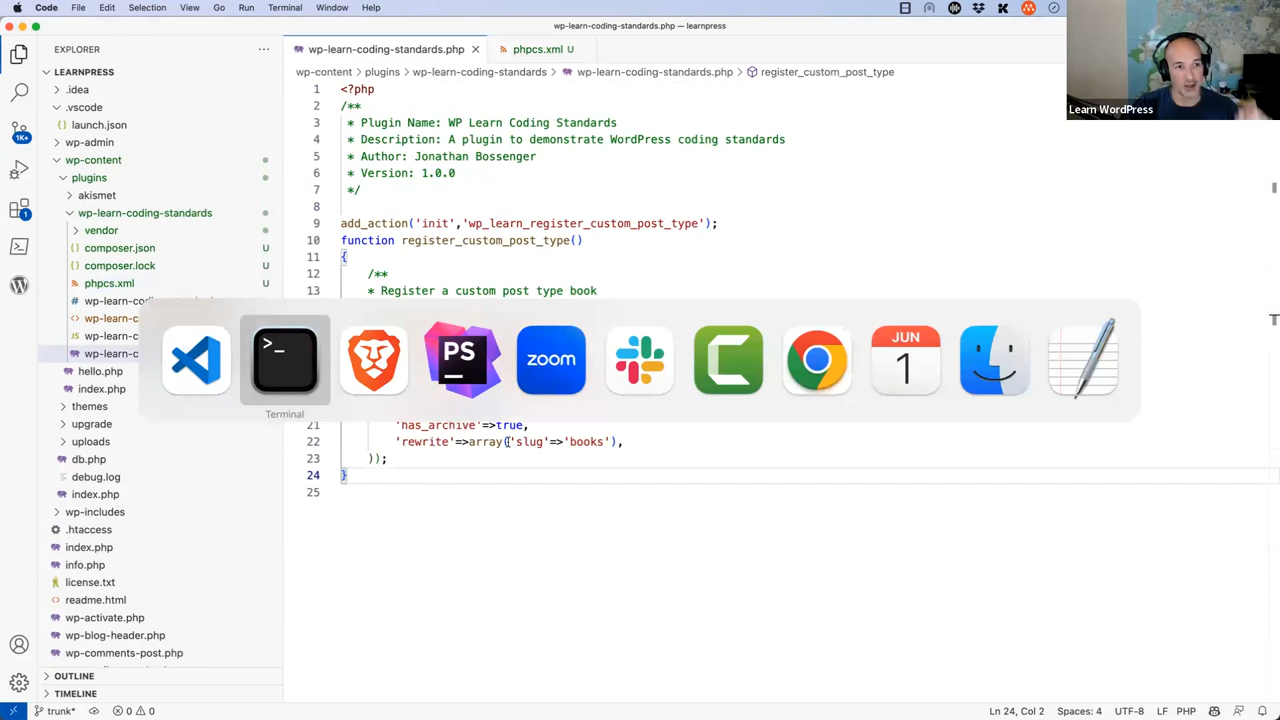 Code File Edit Selection View Go Run Terminal Window Help
wp-learn-coding-standards.php — learnpress
EXPLORER
wp-learn-coding-standards.php
phpcs.xml U
LEARNPRESS
wp-content > plugins > wp-learn-coding-standards > wp-learn-coding-standards.php > register_custom_post_type
.idea
.vscode
launch.json
wp-admin
wp-content
plugins
akismet
wp-learn-coding-standards
vendor
composer.json U
composer.lock U
phpcs.xml U
wp-learn-co
wp-learn-c
wp-learn-c
wp-learn-c
hello.php
index.php
themes
upgrade
uploads
db.php
debug.log
index.php
wp-includes
.htaccess
index.php
info.php
license.txt
readme.html
wp-activate.php
wp-blog-header.php
wp-comments-post.php
OUTLINE
TIMELINE
1K+
1
1 <?php
2 /**
3 * Plugin Name: WP Learn Coding Standards
4 * Description: A plugin to demonstrate WordPress coding standards
5 * Author: Jonathan Bossenger
6 * Version: 1.0.0
7 */
8
9 add_action('init','wp_learn_register_custom_post_type');
10 function register_custom_post_type()
11 {
12 /**
13 * Register a custom post type book
>_
PS
zoom
JUN
1
Terminal
21 'has_archive'=>true,
22 'rewrite'=>array('slug'=>'books'),
23 ));
24 }
25
Learn WordPress
trunk* 0 0
Ln 24, Col 2 Spaces: 4 UTF-8 LF PHP